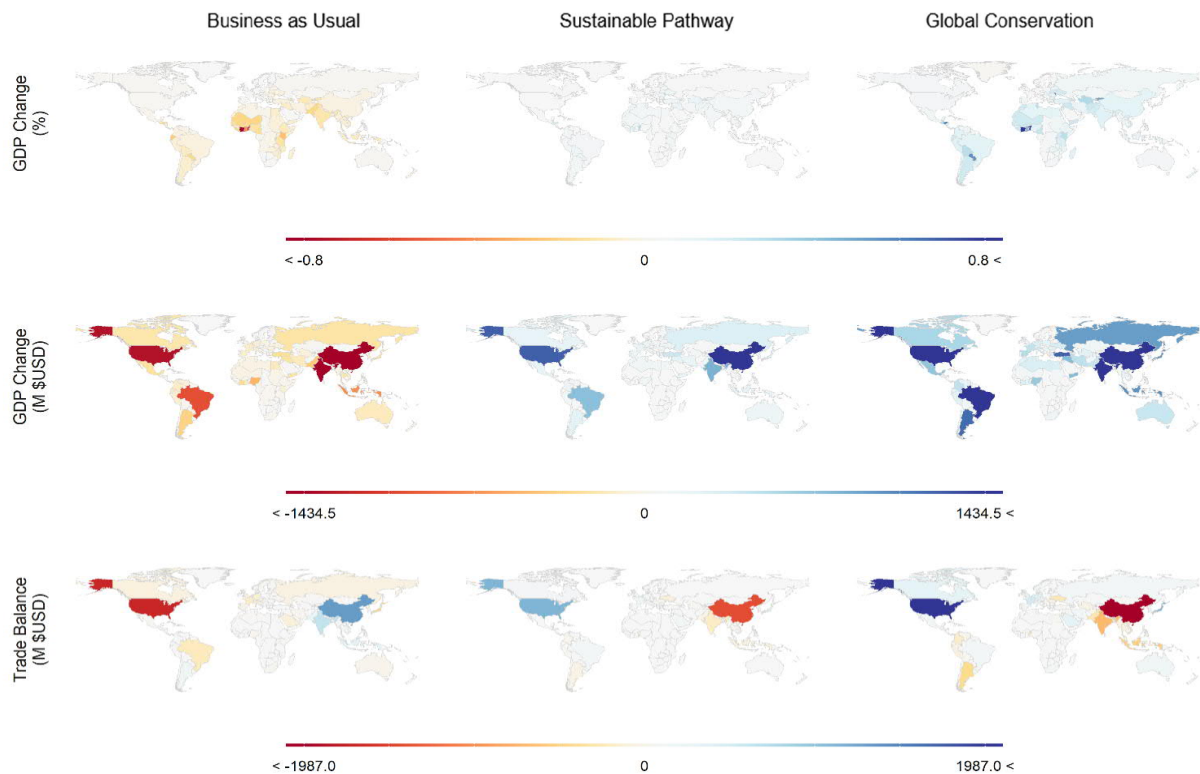 Business as Usual
Sustainable Pathway
Global Conservation
GDP Change
(%)
< -0.8
0
0.8 <
GDP Change
(M $USD)
< -1434.5
0
1434.5 <
Trade Balance
(M $USD)
< -1987.0
0
1987.0 <